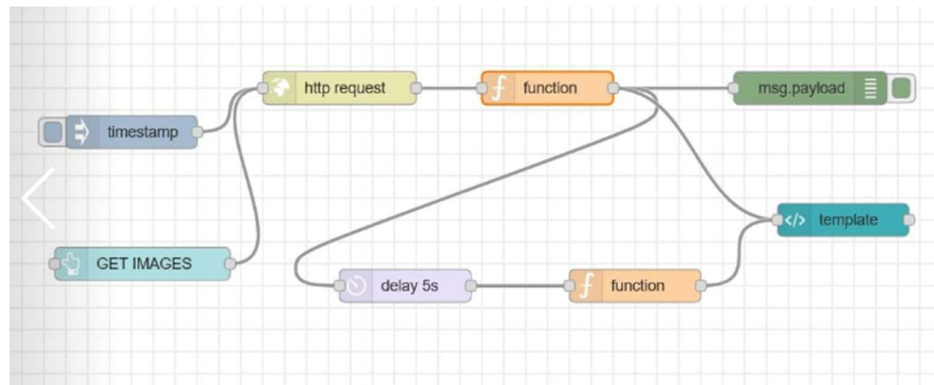 http request
function
msg.payload
timestamp
</> template
GET IMAGES
delay 5s
function